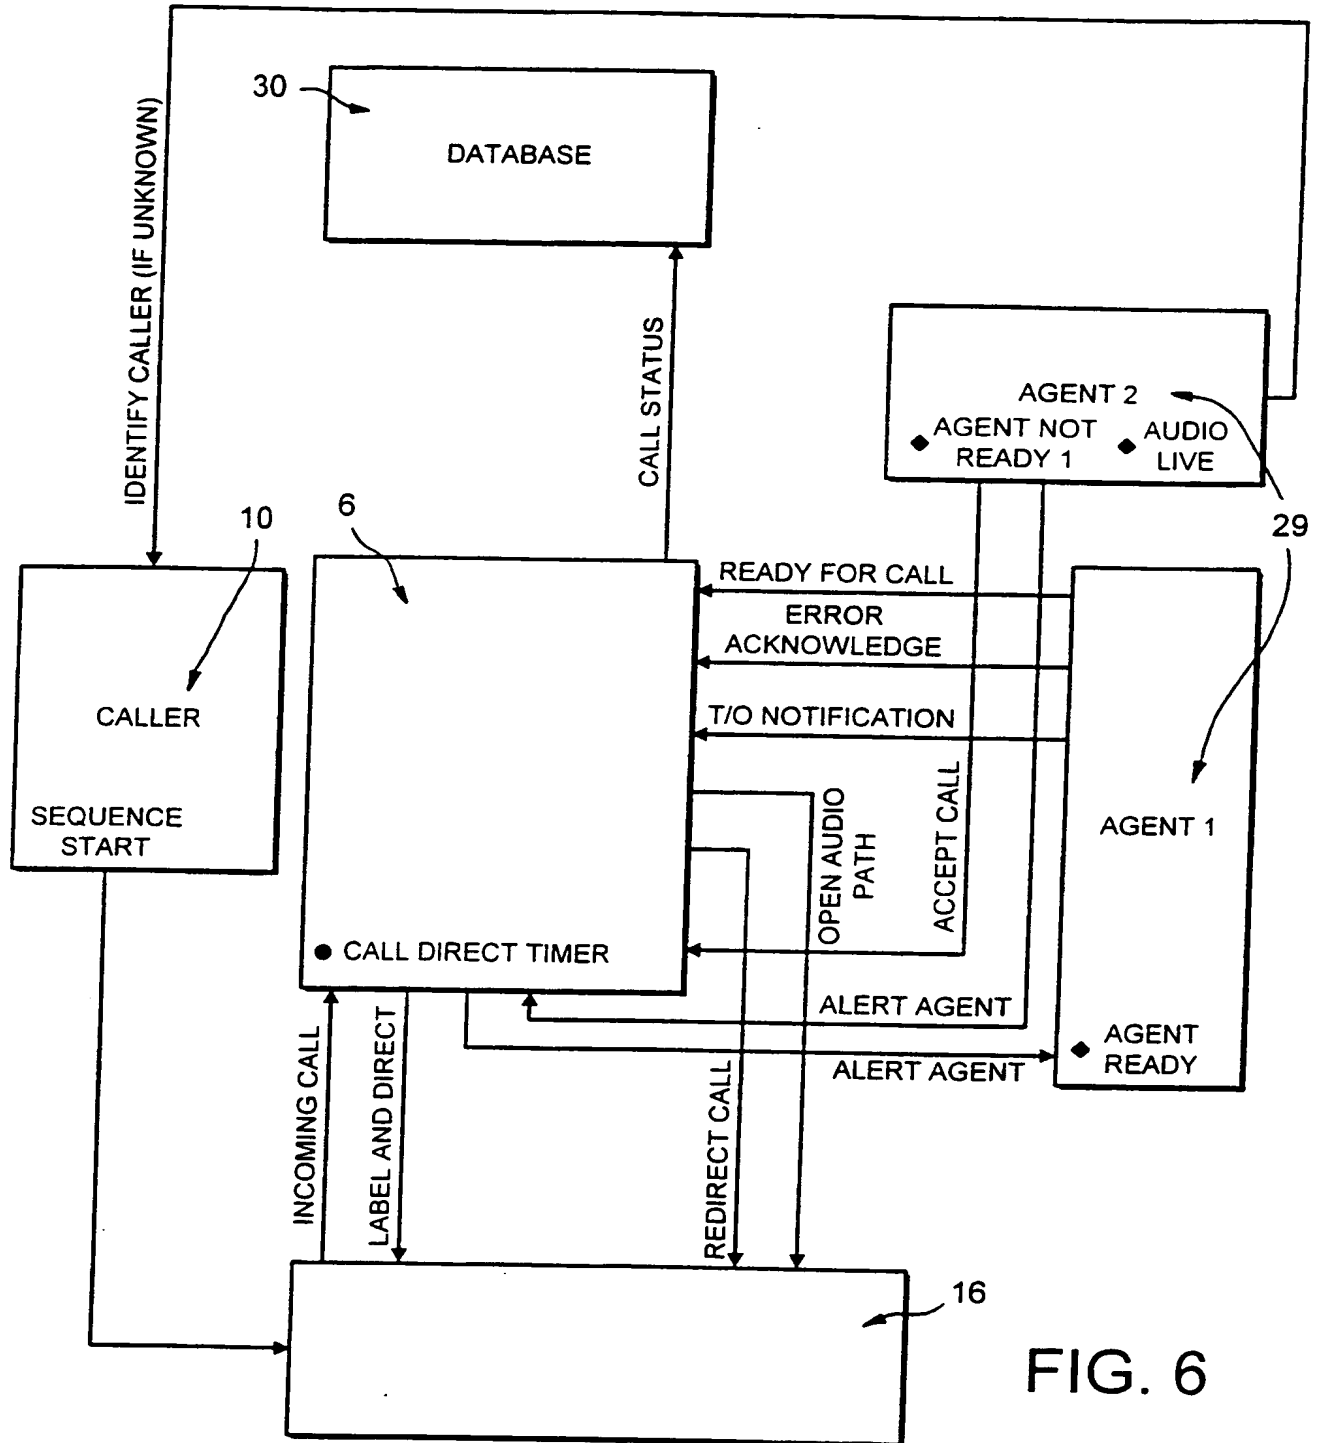 30
DATABASE
IDENTIFY CALLER (IF UNKNOWN)
CALL STATUS
AGENT 2
AGENT NOT
READY 1
AUDIO
LIVE
29
10
6
CALLER
SEQUENCE
START
READY FOR CALL
ERROR
ACKNOWLEDGE
T/O NOTIFICATION
OPEN AUDIO
PATH
ACCEPT CALL
AGENT 1
CALL DIRECT TIMER
ALERT AGENT
ALERT AGENT
AGENT
READY
INCOMING CALL
LABEL AND DIRECT
REDIRECT CALL
16
FIG. 6